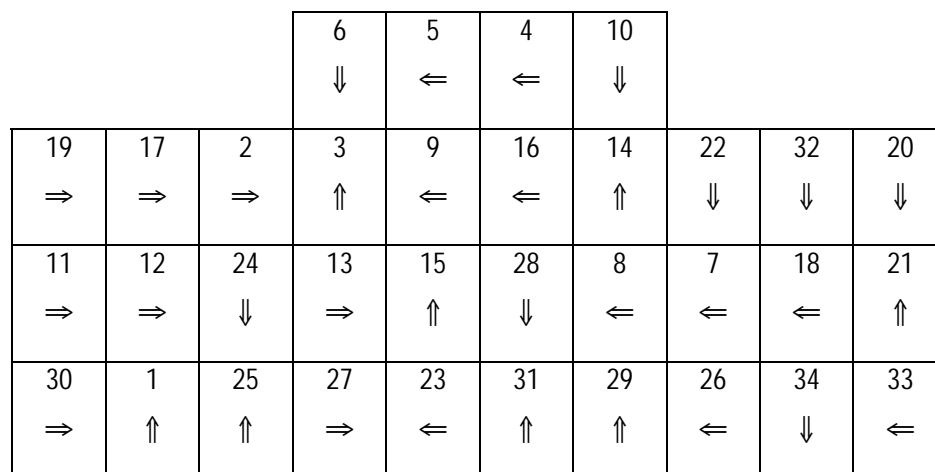 6 5 4 10
⇓ ⇐ ⇐ ⇓
19 17 2 3 9 16 14 22 32 20
⇒ ⇒ ⇒ ⇑ ⇐ ⇐ ⇑ ⇓ ⇓ ⇓
11 12 24 13 15 28 8 7 18 21
⇒ ⇒ ⇓ ⇒ ⇑ ⇓ ⇐ ⇐ ⇐ ⇑
30 1 25 27 23 31 29 26 34 33
⇒ ⇑ ⇑ ⇒ ⇐ ⇑ ⇑ ⇐ ⇓ ⇐